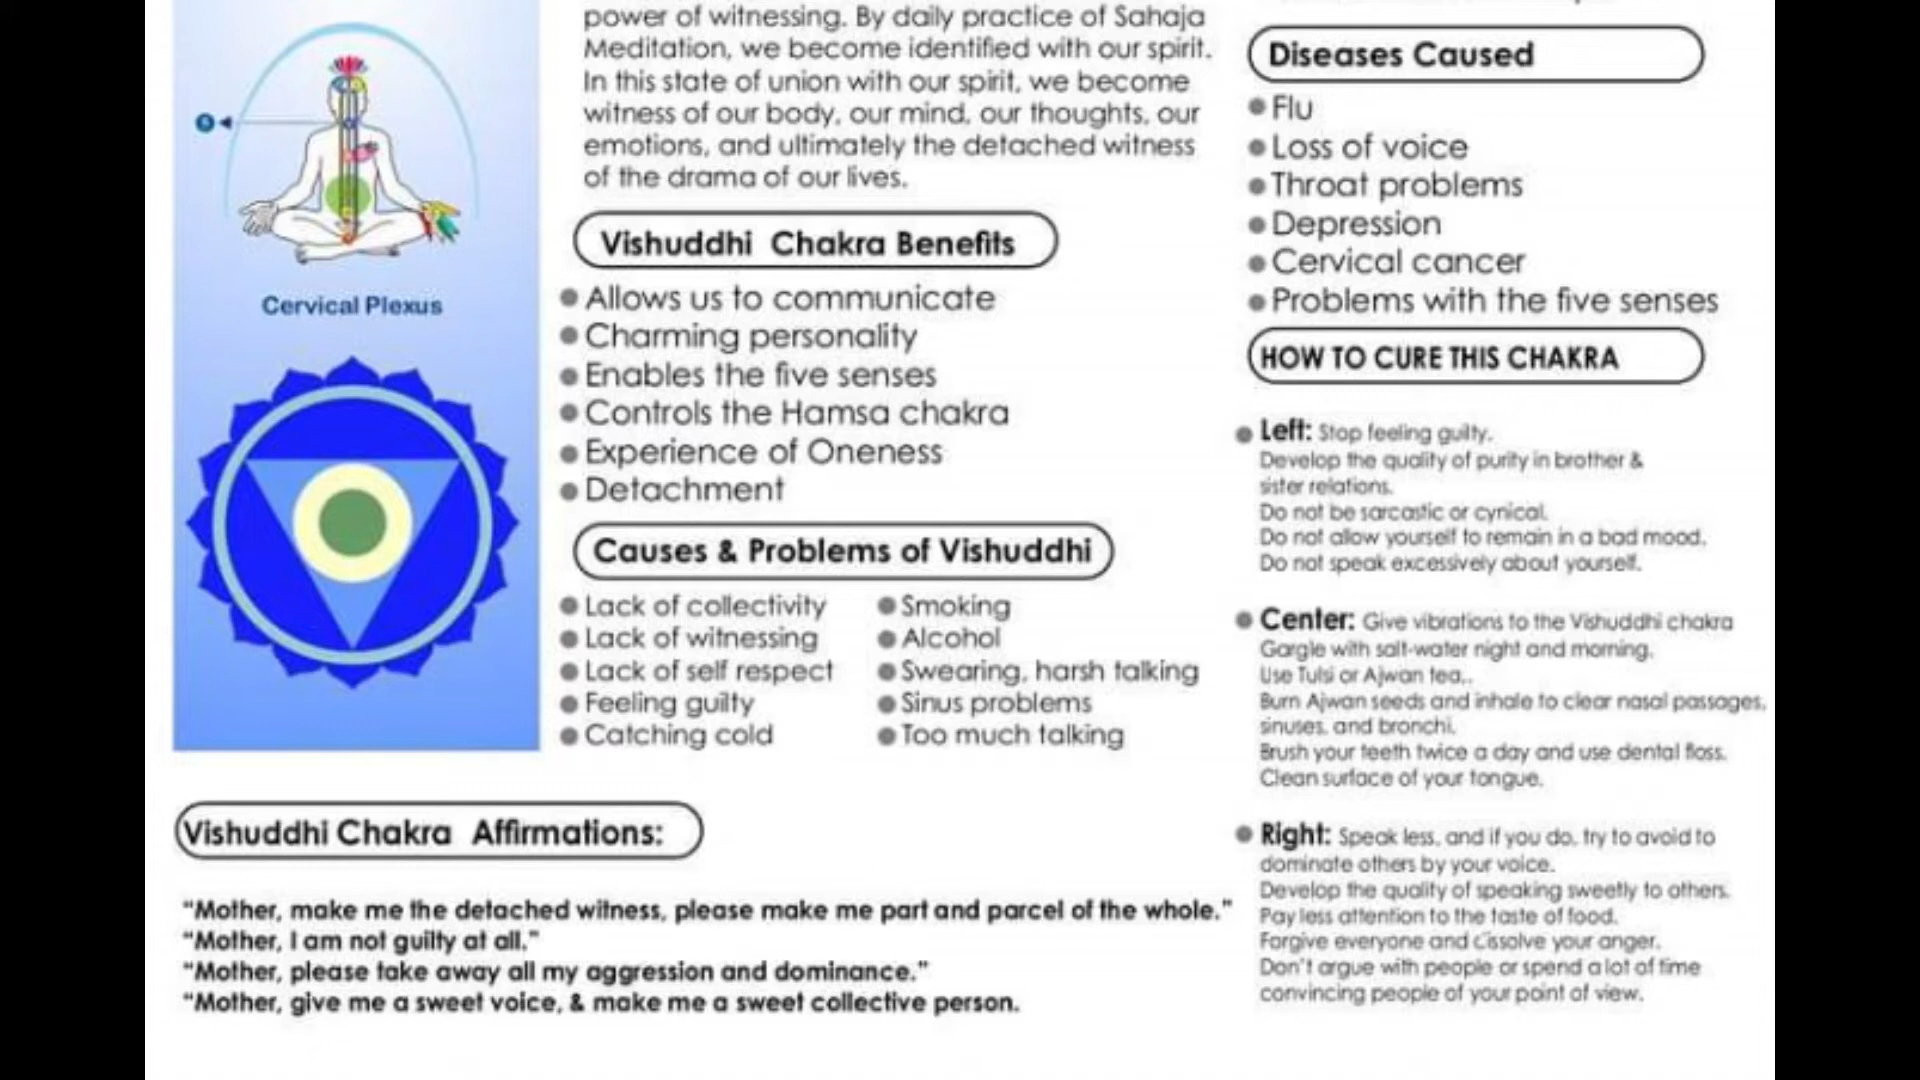 power of witnessing. By daily practice of Sahaja
Meditation, we become identified with our spirit.
In this state of union with our spirit, we become
witness of our body, our mind, our thoughts, our
emotions, and ultimately the detached witness
of the drama of our lives.
Cervical Plexus
Vishuddhi Chakra Benefits
Allows us to communicate
Charming personality
Enables the five senses
Controls the Hamsa chakra
Experience of Oneness
Detachment
Causes & Problems of Vishuddhi
Lack of collectivity
Lack of witnessing
Lack of self respect
Feeling guilty
Catching cold
Smoking
Alcohol
Swearing, harsh talking
Sinus problems
Too much talking
Vishuddhi Chakra Affirmations:
"Mother, make me the detached witness, please make me part and parcel of the whole."
"Mother, I am not guilty at all."
"Mother, please take away all my aggression and dominance."
"Mother, give me a sweet voice, & make me a sweet collective person.
Diseases Caused
Flu
Loss of voice
Throat problems
Depression
Cervical cancer
Problems with the five senses
HOW TO CURE THIS CHAKRA
Left: Stop feeling guilty.
Develop the quality of purity in brother &
sister relations.
Do not be sarcastic or cynical.
Do not allow yourself to remain in a bad mood.
Do not speak excessively about yourself.
Center: Give vibrations to the Vishuddhi chakra
Gargle with salt-water night and morning.
Use Tulsi or Ajwan tea..
Burn Ajwan seeds and inhale to clear nasal passages,
sinuses, and bronchi.
Brush your teeth twice a day and use dental floss.
Clean surface of your tongue.
Right: Speak less, and if you do, try to avoid to
dominate others by your voice.
Develop the quality of speaking sweetly to others.
Pay less attention to the taste of food.
Forgive everyone and dissolve your anger.
Don't argue with people or spend a lot of time
convincing people of your point of view.